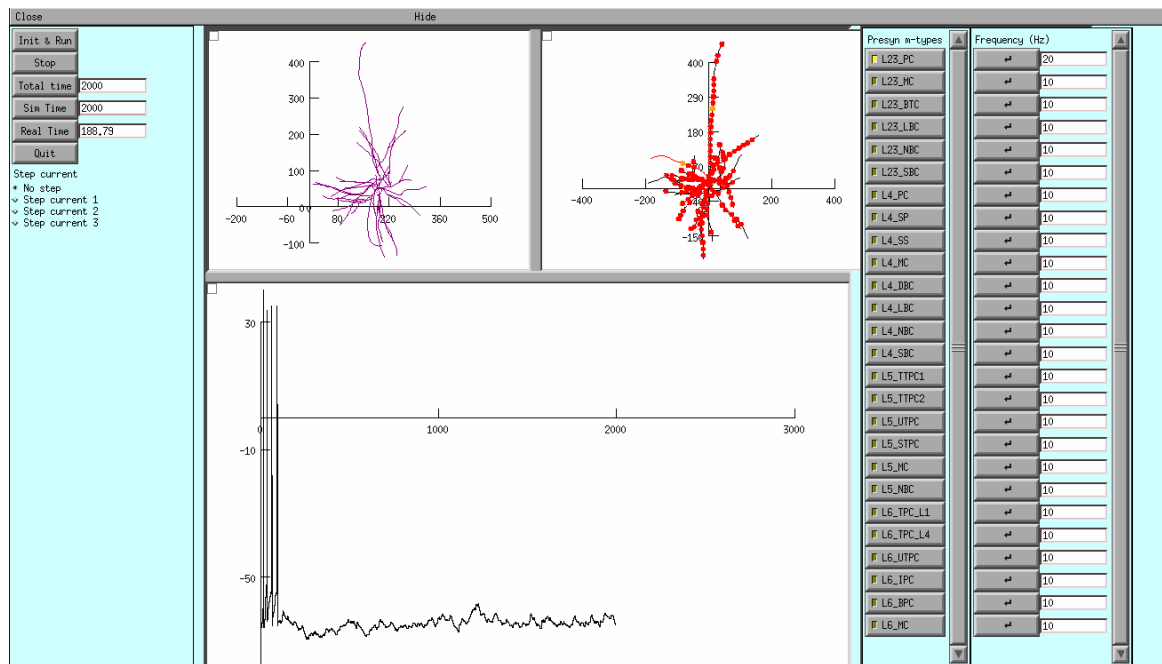 Close Hide
Init & Run
Stop
Total time 2000
Sim Time 2000
Real Time 188.79
Quit
Step current
No step
Step current 1
Step current 2
Step current 3
400
300
200
100
00
-100
-200 -60 80 220 360 500
400
290
180
70
-40
-150
-400 -200 0 200 400
30
-10
-50
0 1000 2000 3000
Presyn m-types Frequency (Hz)
L23_PC 20
L23_MC 10
L23_BTC 10
L23_LBC 10
L23_NBC 10
L23_SBC 10
L4_PC 10
L4_SP 10
L4_SS 10
L4_MC 10
L4_DBC 10
L4_LBC 10
L4_NBC 10
L4_SBC 10
L5_TTPC1 10
L5_TTPC2 10
L5_UTPC 10
L5_STPC 10
L5_MC 10
L5_NBC 10
L6_TPC_L1 10
L6_TPC_L4 10
L6_UTPC 10
L6_IPC 10
L6_BPC 10
L6_MC 10